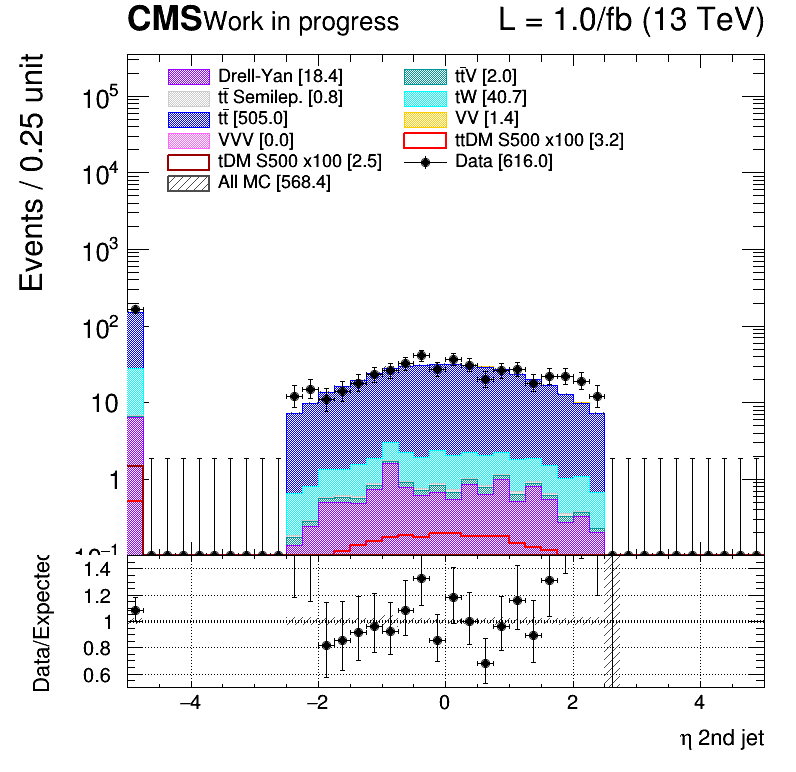 CMS Work in progress L = 1.0/fb (13 TeV)
Drell-Yan [18.4] tt̄V [2.0]
tt̄ Semilep. [0.8] tW [40.7]
tt̄ [505.0] VV [1.4]
VVV [0.0] ttDM S500 x100 [3.2]
tDM S500 x100 [2.5] Data [616.0]
All MC [568.4]
Events / 0.25 unit
10⁵
10⁴
10³
10²
10
1
10⁻¹
Data/Expected
1.4
1.2
1
0.8
0.6
−4 −2 0 2 4
η 2nd jet